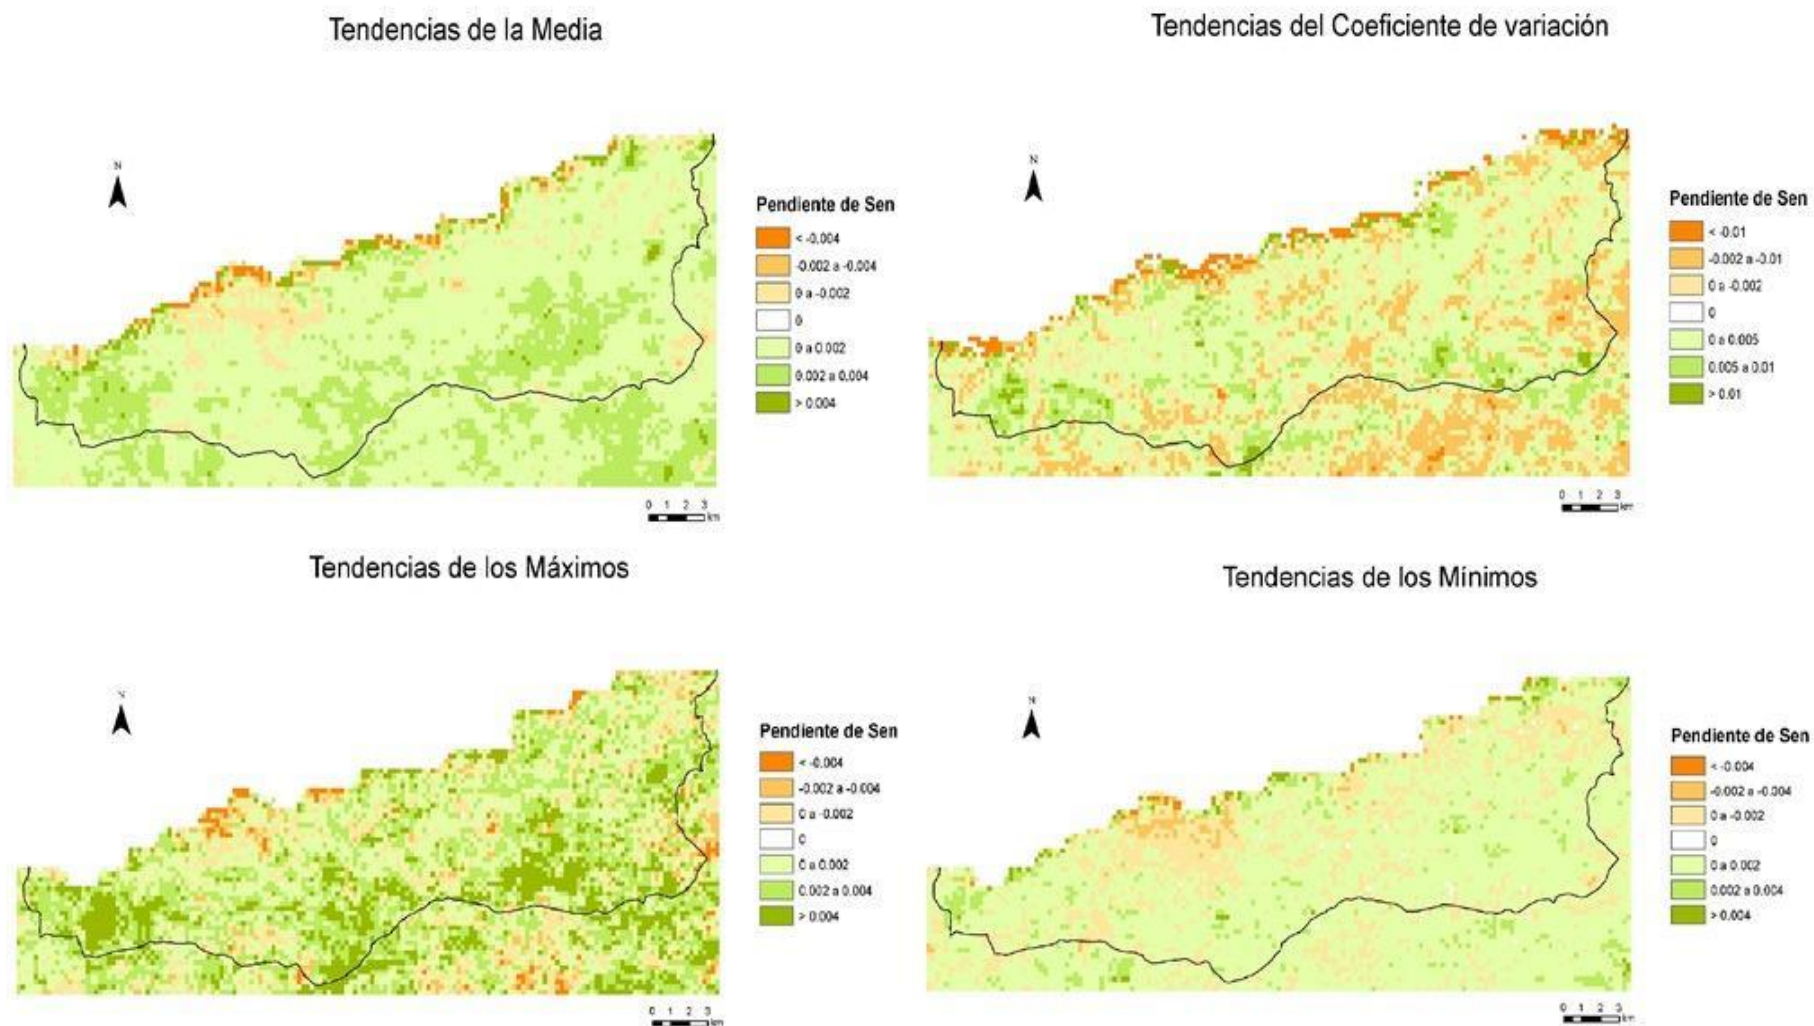 Tendencias de la Media
N
Pendiente de Sen
< -0.004
-0.002 a -0.004
0 a -0.002
0
0 a 0.002
0.002 a 0.004
> 0.004
0 1 2 3
km
Tendencias del Coeficiente de variación
N
Pendiente de Sen
< -0.01
-0.002 a -0.01
0 a -0.002
0
0 a 0.005
0.005 a 0.01
> 0.01
0 1 2 3
km
Tendencias de los Máximos
N
Pendiente de Sen
< -0.004
-0.002 a -0.004
0 a -0.002
0
0 a 0.002
0.002 a 0.004
> 0.004
0 1 2 3
km
Tendencias de los Mínimos
N
Pendiente de Sen
< -0.004
-0.002 a -0.004
0 a -0.002
0
0 a 0.002
0.002 a 0.004
> 0.004
0 1 2 3
km